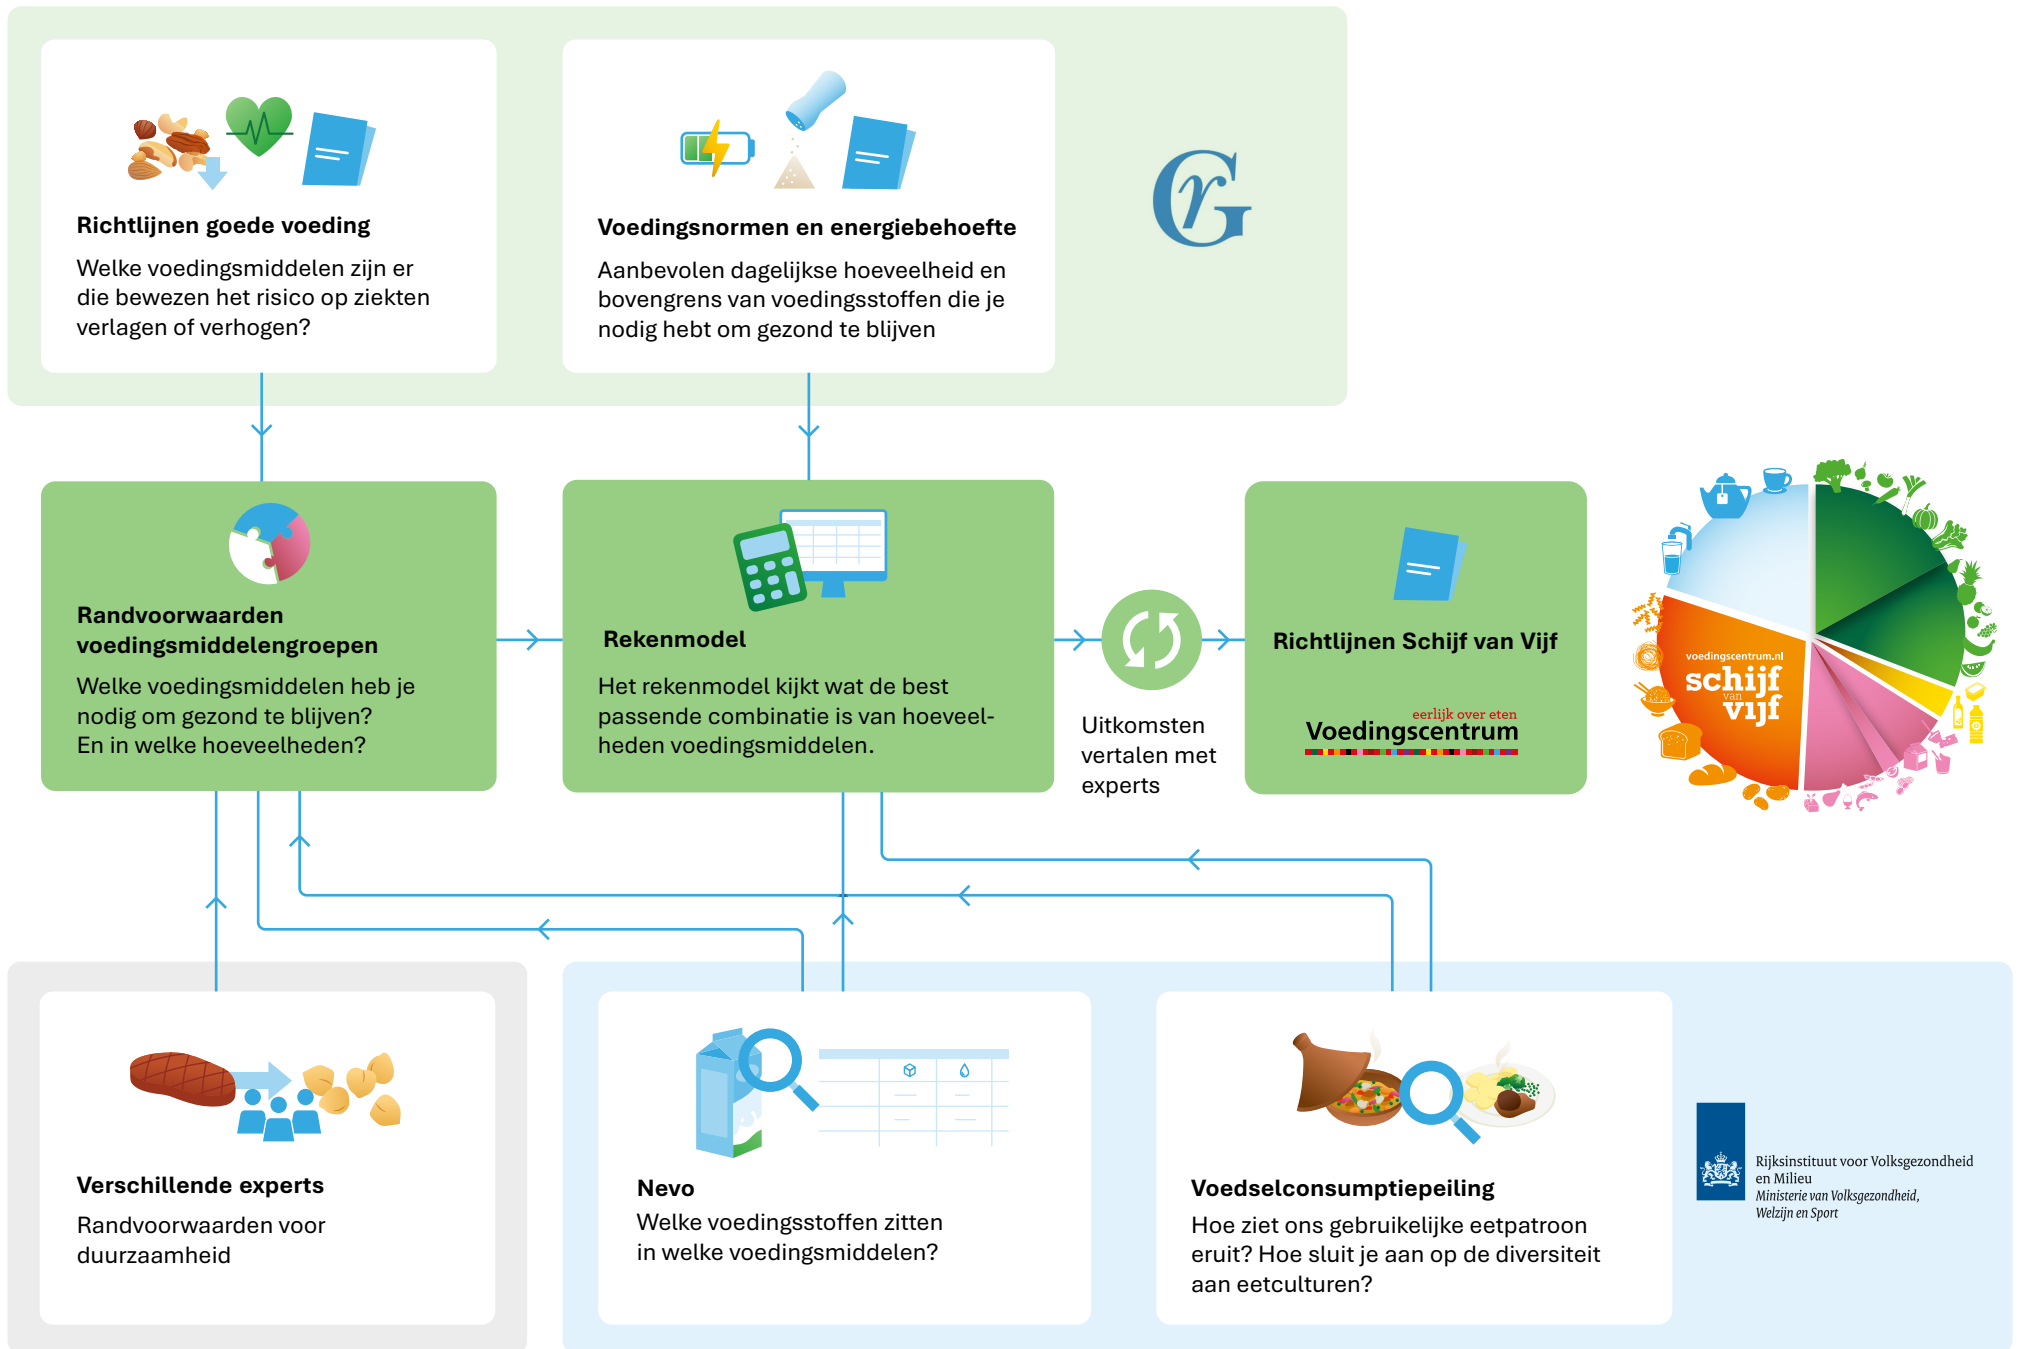 Richtlijnen goede voeding
Welke voedingsmiddelen zijn er
die bewezen het risico op ziekten
verlagen of verhogen?
Voedingsnormen en energiebehoefte
Aanbevolen dagelijkse hoeveelheid en
bovengrens van voedingsstoffen die je
nodig hebt om gezond te blijven
Gr
Randvoorwaarden
voedingsmiddelengroepen
Welke voedingsmiddelen heb je
nodig om gezond te blijven?
En in welke hoeveelheden?
Rekenmodel
Het rekenmodel kijkt wat de best
passende combinatie is van hoeveel-
heden voedingsmiddelen.
Uitkomsten
vertalen met
experts
Richtlijnen Schijf van Vijf
eerlijk over eten
Voedingscentrum
voedingscentrum.nl
schijf
van
vijf
Verschillende experts
Randvoorwaarden voor
duurzaamheid
Nevo
Welke voedingsstoffen zitten
in welke voedingsmiddelen?
Voedselconsumptiepeiling
Hoe ziet ons gebruikelijke eetpatroon
eruit? Hoe sluit je aan op de diversiteit
aan eetculturen?
Rijksinstituut voor Volksgezondheid
en Milieu
Ministerie van Volksgezondheid,
Welzijn en Sport